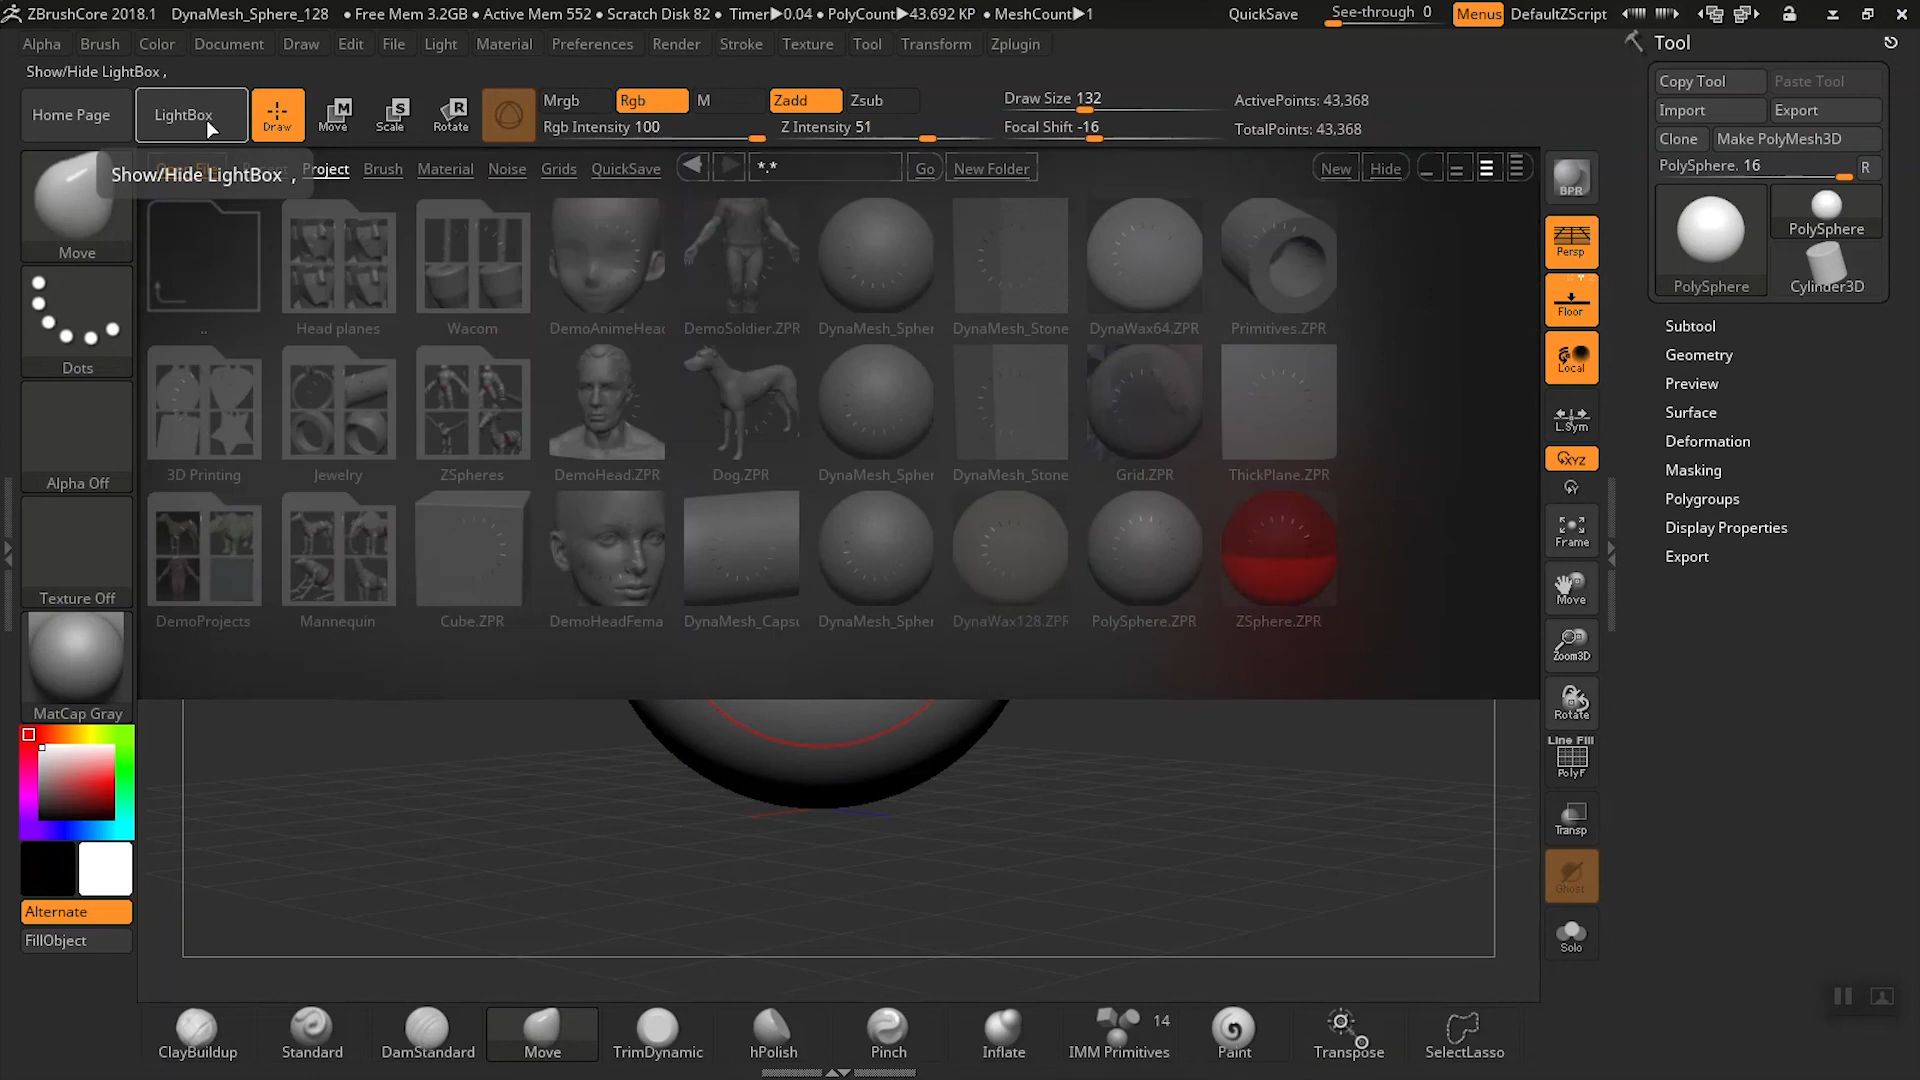 ZBrushCore 2018.1 DynaMesh_Sphere_128 • Free Mem 3.2GB • Active Mem 552 • Scratch Disk 82 • Timer▶0.04 • PolyCount▶43.692 KP • MeshCount▶1 QuickSave See-through 0 Menus DefaultZScript
Alpha Brush Color Document Draw Edit File Light Material Preferences Render Stroke Texture Tool Transform Zplugin
Tool
Show/Hide LightBox ,
Copy Tool Paste Tool
Import Export
Clone Make PolyMesh3D
PolySphere. 16 R
PolySphere
PolySphere
Cylinder3D
Home Page LightBox Draw Move Scale Rotate
M S R
Mrgb Rgb M Zadd Zsub
Rgb Intensity 100 Z Intensity 51
Draw Size 132
Focal Shift -16
ActivePoints: 43,368
TotalPoints: 43,368
Show/Hide LightBox ,
Project Brush Material Noise Grids QuickSave *.* Go New Folder New Hide
Move
Dots
Alpha Off
Texture Off
MatCap Gray
Alternate
FillObject
.. Head planes Wacom DemoAnimeHead DemoSoldier.ZPR DynaMesh_Spher DynaMesh_Stone DynaWax64.ZPR Primitives.ZPR
3D Printing Jewelry ZSpheres DemoHead.ZPR Dog.ZPR DynaMesh_Spher DynaMesh_Stone Grid.ZPR ThickPlane.ZPR
DemoProjects Mannequin Cube.ZPR DemoHeadFema DynaMesh_Capsu DynaMesh_Spher DynaWax128.ZPR PolySphere.ZPR ZSphere.ZPR
BPR
Persp
Floor
Local
L.Sym
XYZ
Y
Frame
Move
Zoom3D
Rotate
Line Fill
PolyF
Transp
Ghost
Solo
Subtool
Geometry
Preview
Surface
Deformation
Masking
Polygroups
Display Properties
Export
ClayBuildup Standard DamStandard Move TrimDynamic hPolish Pinch Inflate IMM Primitives 14 Paint Transpose SelectLasso